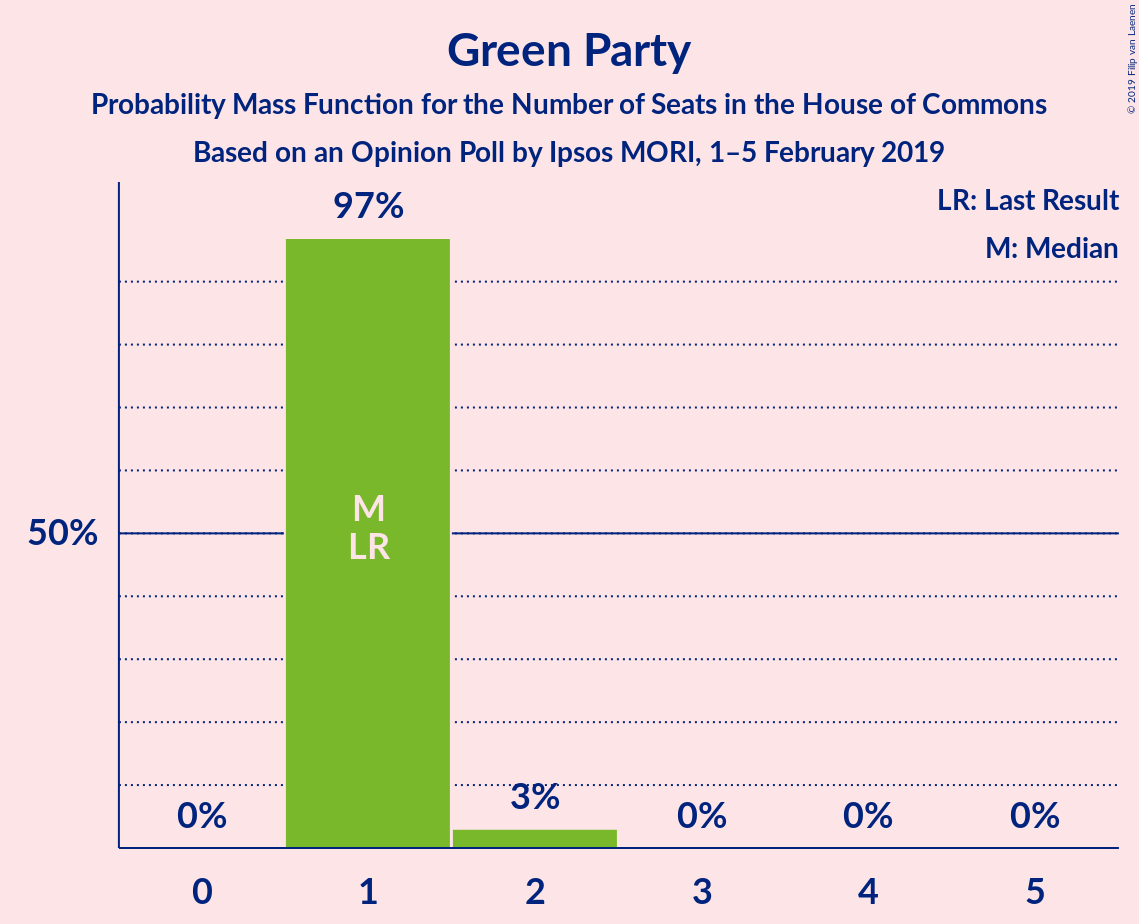 Green Party
Probability Mass Function for the Number of Seats in the House of Commons
Based on an Opinion Poll by Ipsos MORI, 1–5 February 2019
© 2019 Filip van Laenen
LR: Last Result
M: Median
97%
50%
M
LR
0%
3%
0%
0%
0%
0
1
2
3
4
5